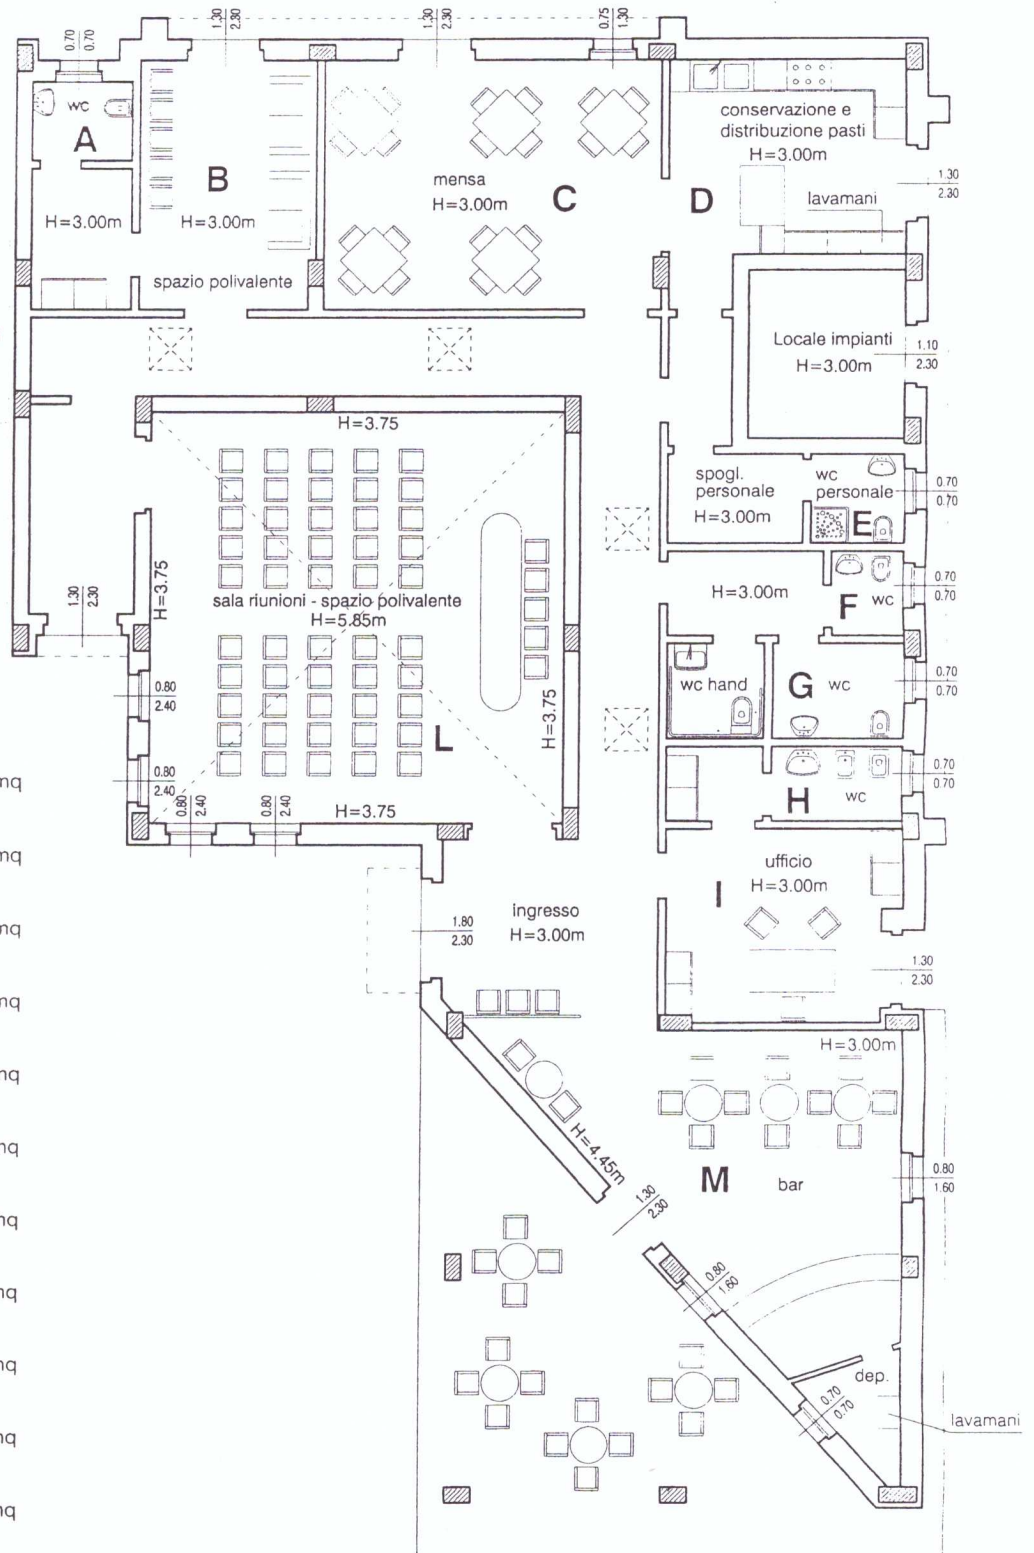 1.30
2.30
1.30
2.30
0.75
1.30
0.70
0.70
wc
A
B
H=3.00m
H=3.00m
spazio polivalente
mensa
H=3.00m
C
D
conservazione e
distribuzione pasti
H=3.00m
lavamani
1.30
2.30
Locale impianti
H=3.00m
1.10
2.30
H=3.75
spogl.
personale
H=3.00m
wc
personale
E
0.70
0.70
H=3.75
1.30
2.30
sala riunioni - spazio polivalente
H=5.85m
H=3.00m
F
wc
0.70
0.70
wc hand
G
wc
0.70
0.70
0.80
2.40
H=3.75
L
0.80
2.40
0.80
2.40
0.80
2.40
H=3.75
H
wc
0.70
0.70
mq
mq
mq
mq
mq
mq
mq
mq
mq
mq
mq
ufficio
H=3.00m
I
ingresso
H=3.00m
1.80
2.30
1.30
2.30
H=3.00m
H=4.45m
M
bar
0.80
1.60
1.30
2.30
0.80
1.60
dep.
0.70
0.70
lavamani